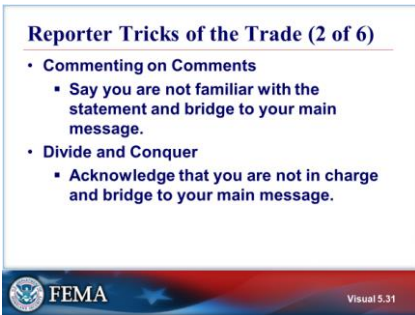 Reporter Tricks of the Trade (2 of 6)
• Commenting on Comments
▪ Say you are not familiar with the
statement and bridge to your main
message.
• Divide and Conquer
▪ Acknowledge that you are not in charge
and bridge to your main message.
FEMA
Visual 5.31